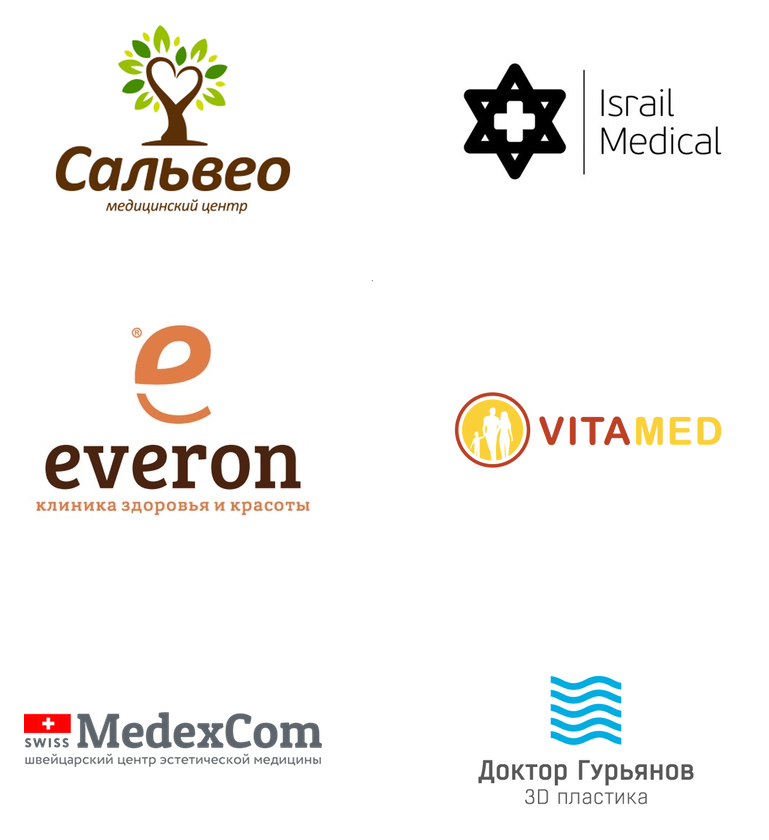 Сальвео
медицинский центр
Israil
Medical
®
everon
клиника здоровья и красоты
VITAMED
SWISS MedexCom
швейцарский центр эстетической медицины
Доктор Гурьянов
3D пластика